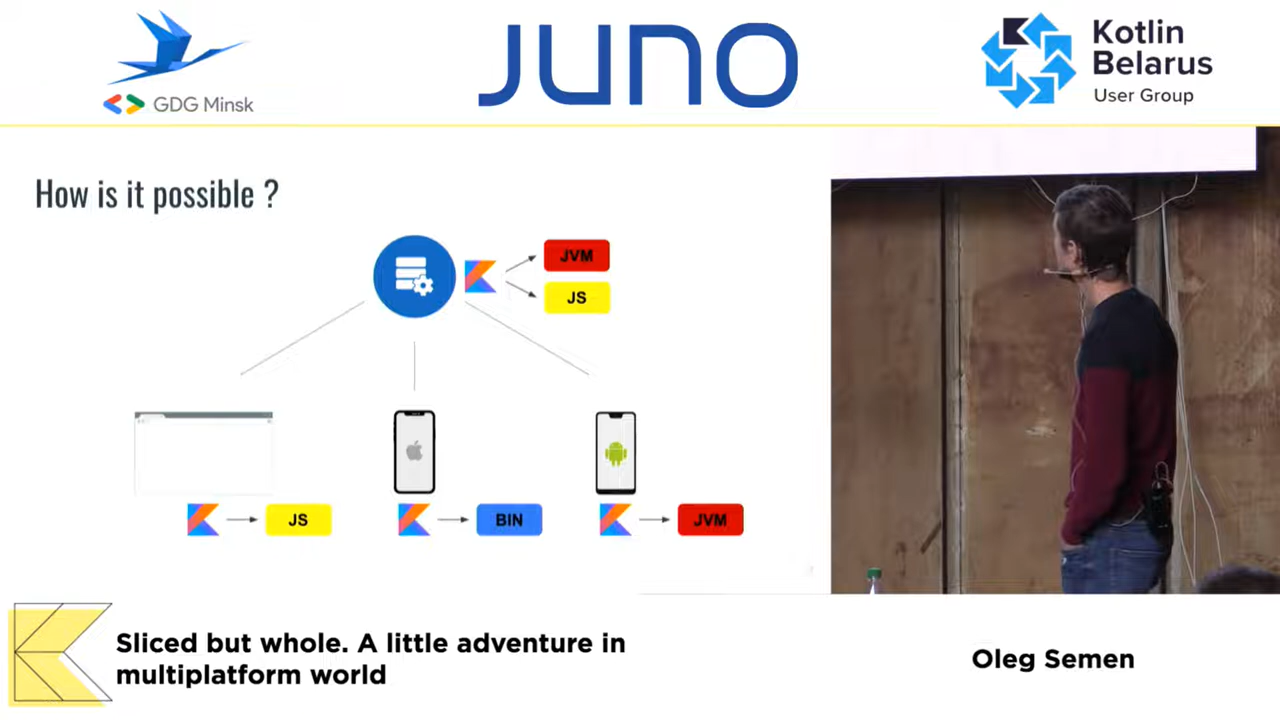 GDG Minsk
JUNO
Kotlin
Belarus
User Group
How is it possible ?
JVM
JS
JS
BIN
JVM
Sliced but whole. A little adventure in
multiplatform world
Oleg Semen